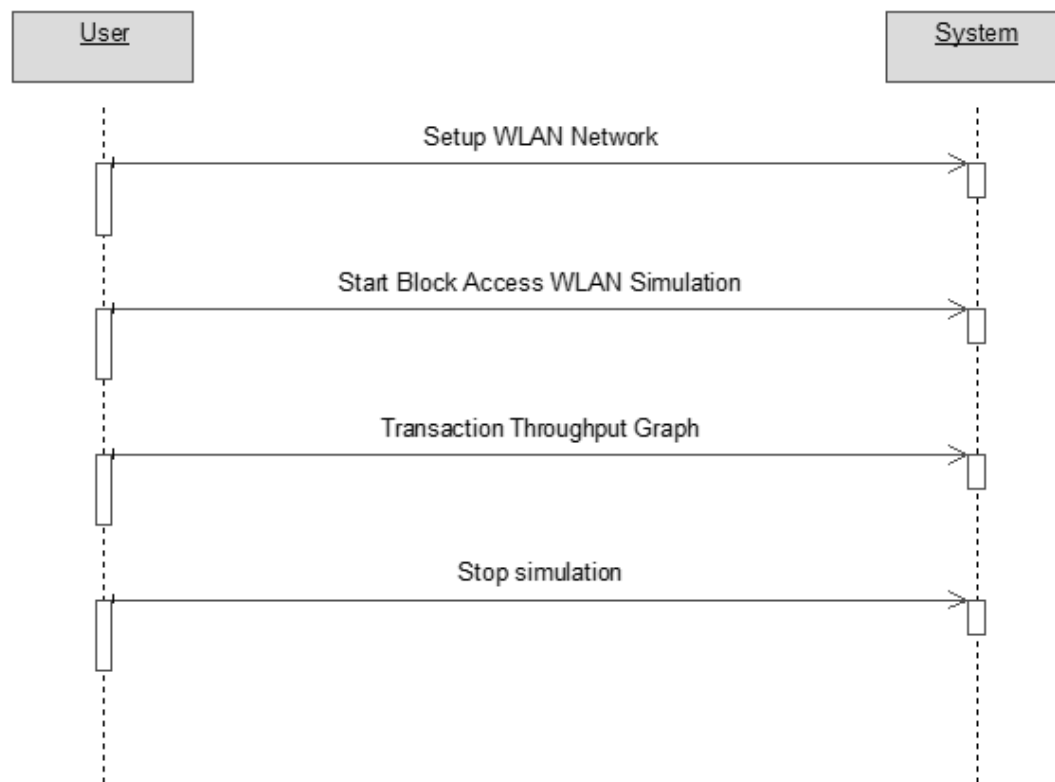 User
System
Setup WLAN Network
Start Block Access WLAN Simulation
Transaction Throughput Graph
Stop simulation